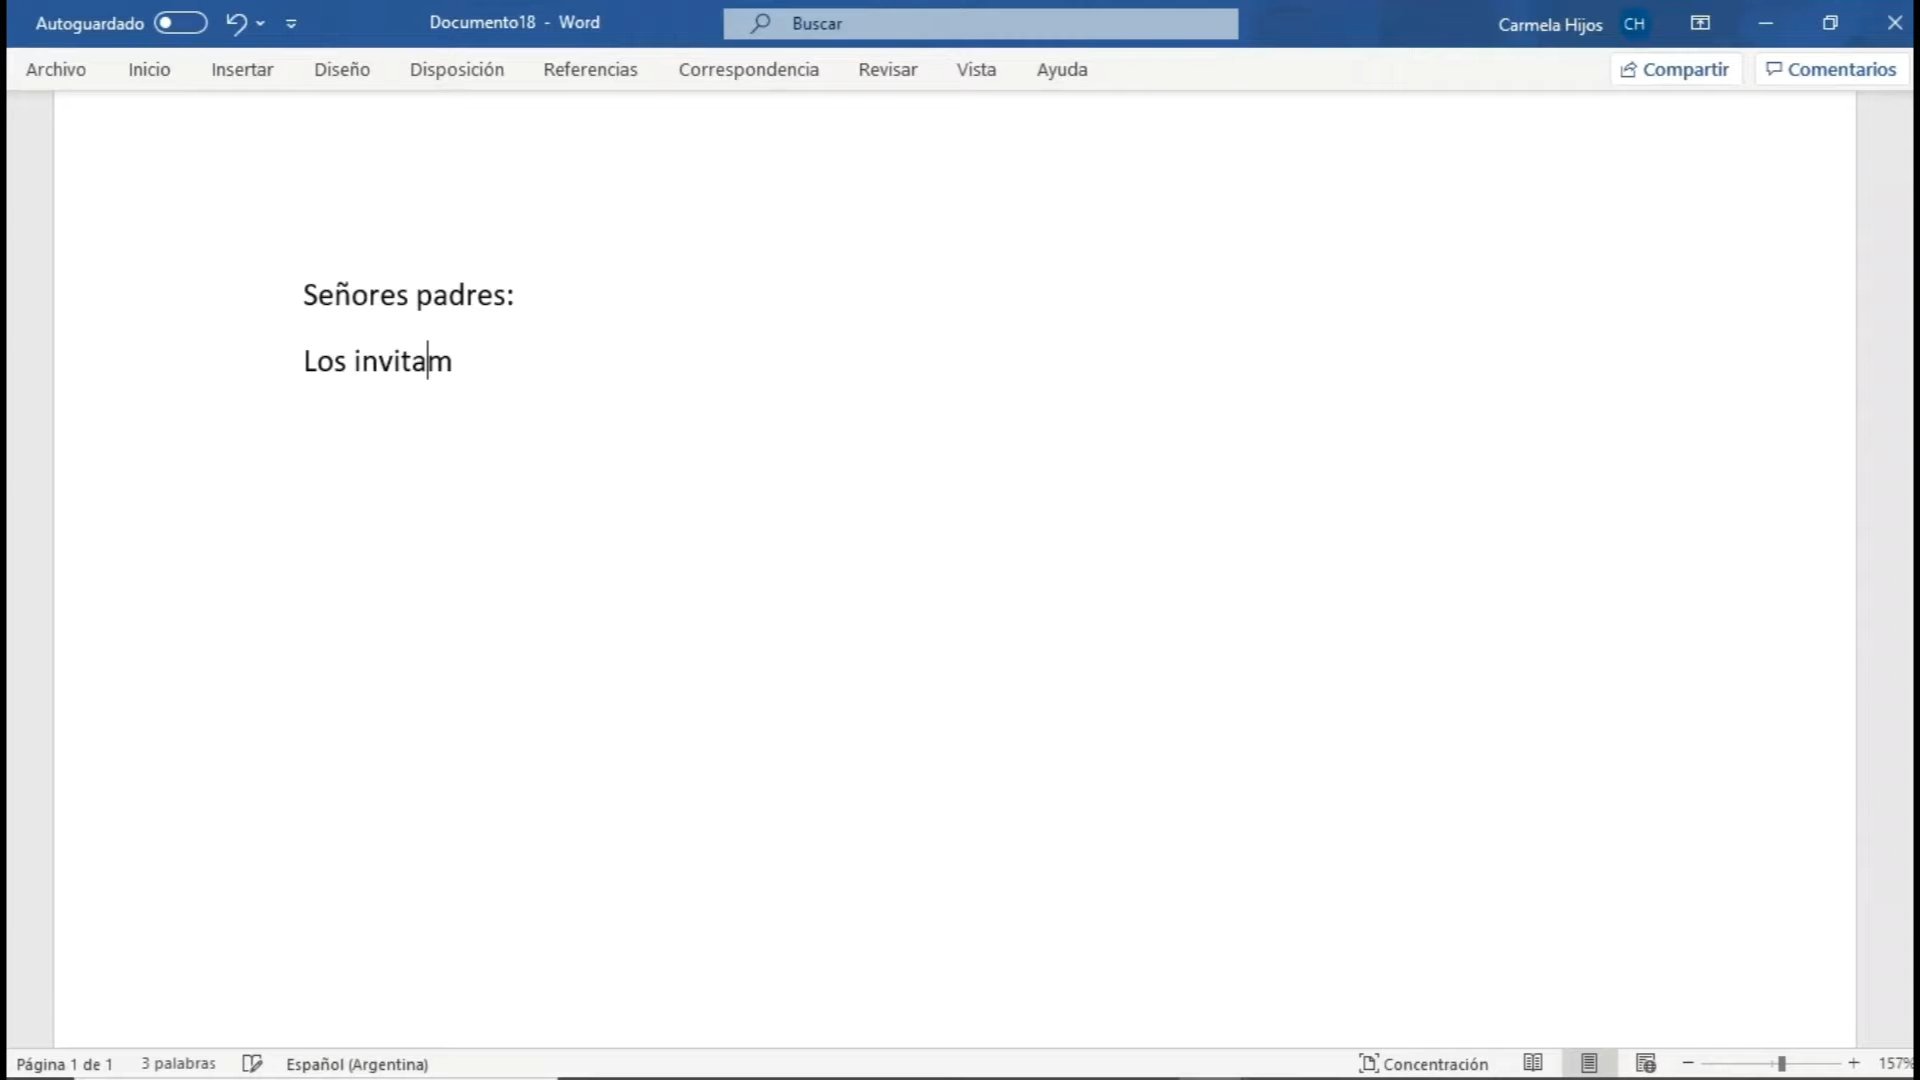 Autoguardado Documento18 - Word Buscar Carmela Hijos CH
Archivo Inicio Insertar Diseño Disposición Referencias Correspondencia Revisar Vista Ayuda Compartir Comentarios
Señores padres:
Los invitam
Página 1 de 1 3 palabras Español (Argentina) Concentración 157%